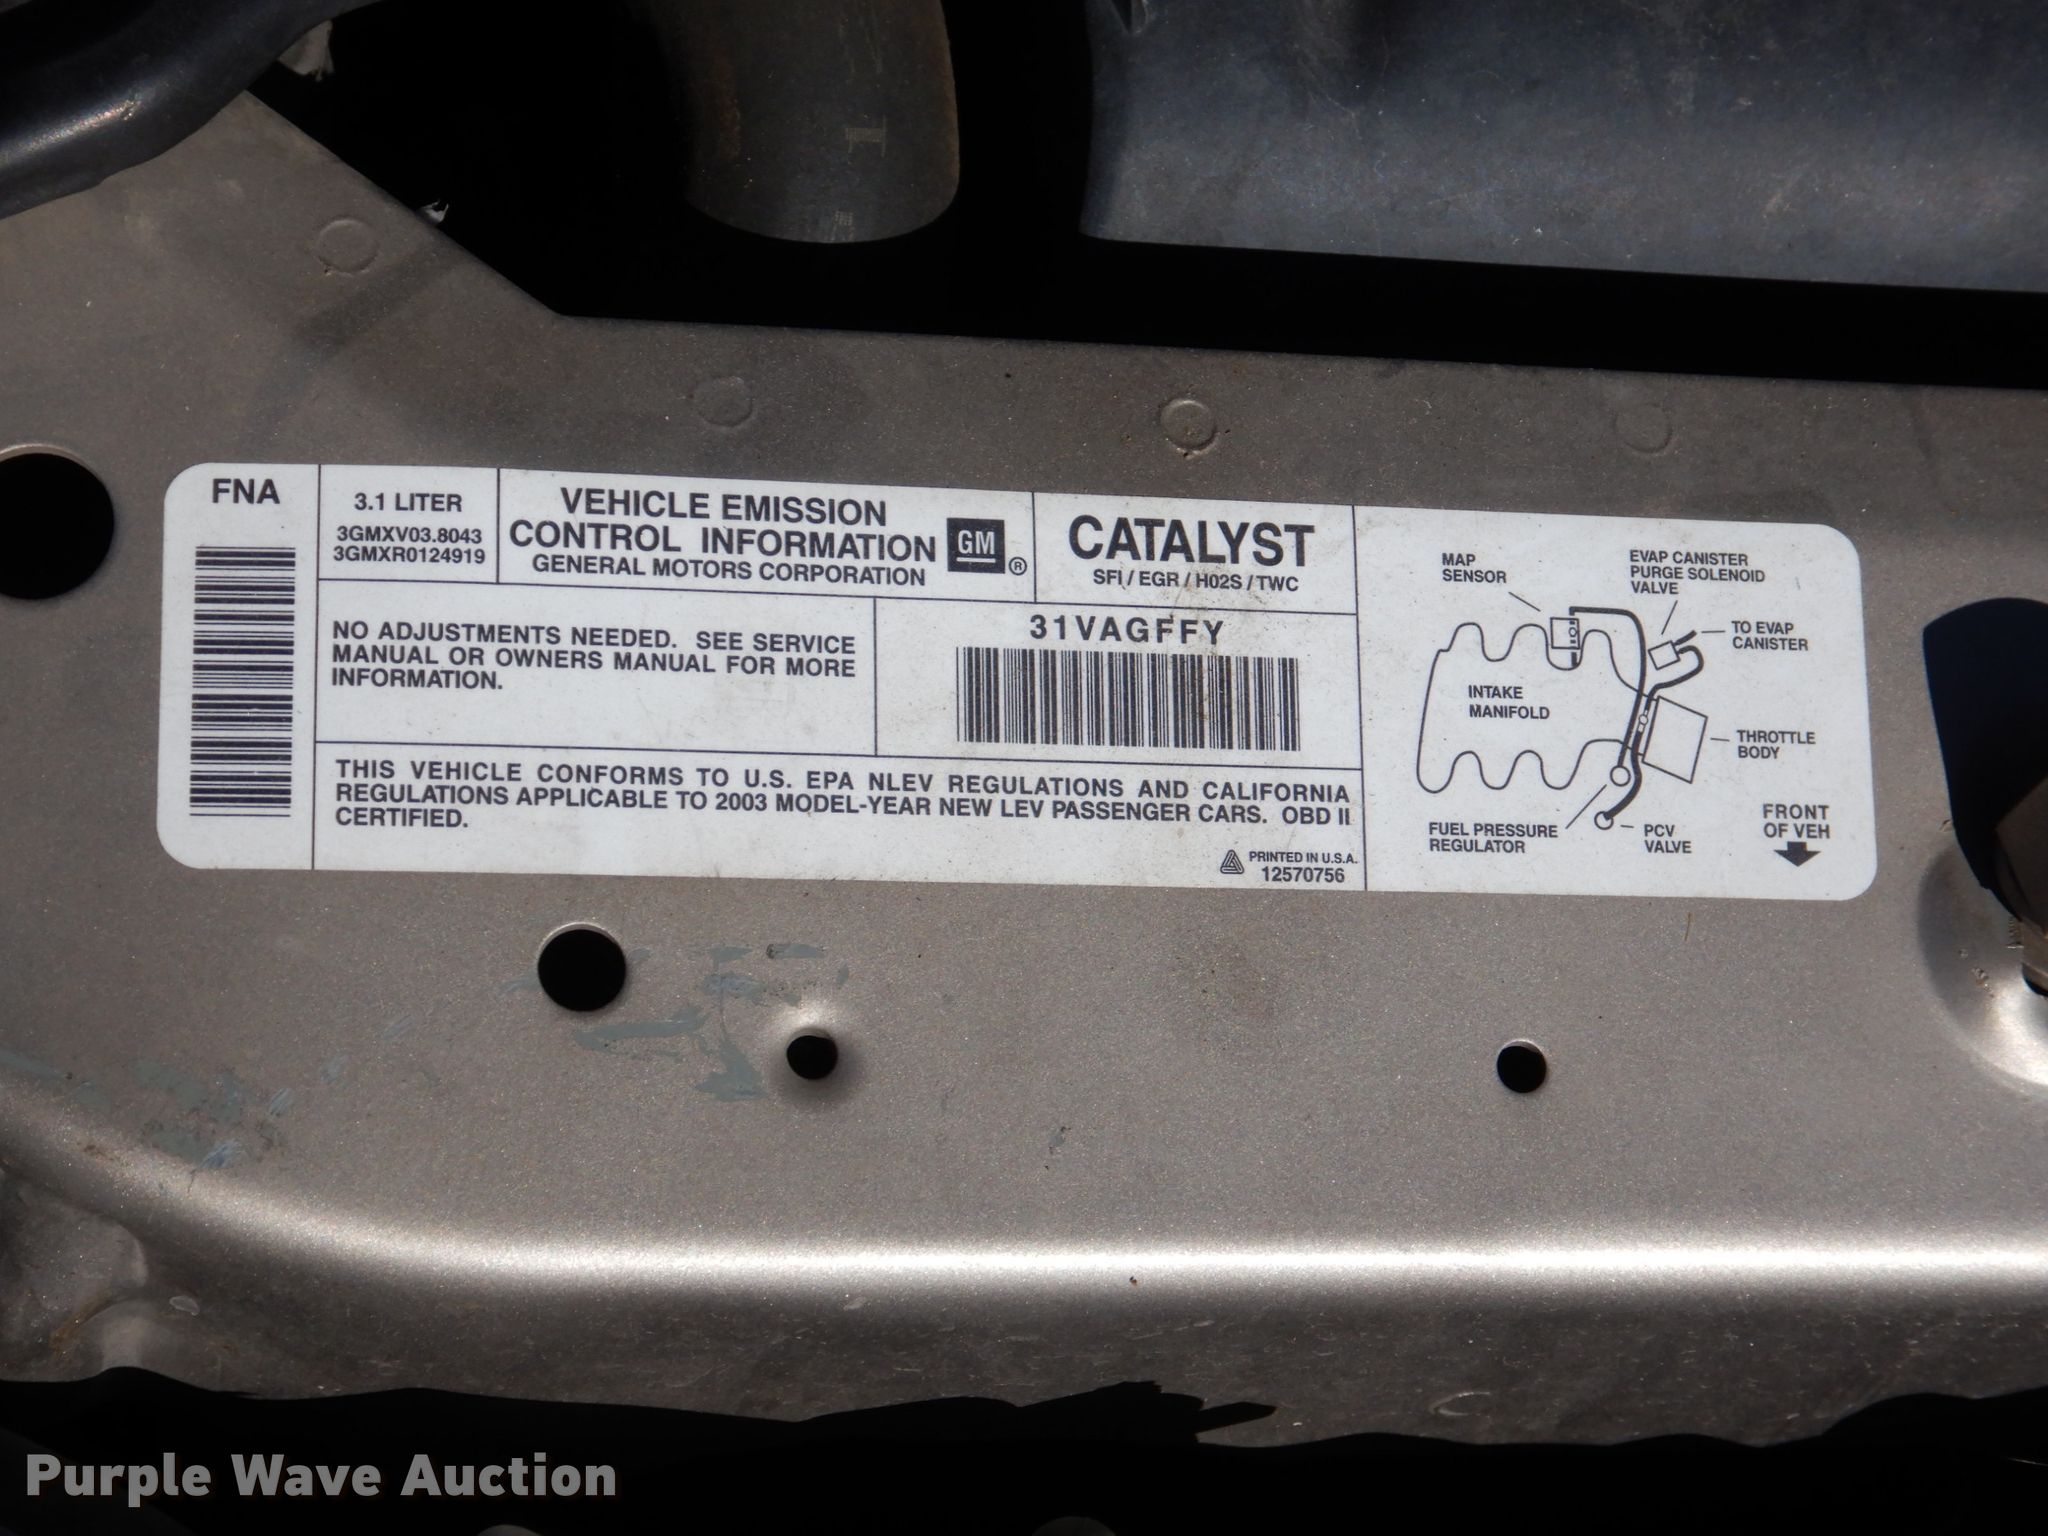 FNA
3.1 LITER
3GMXV03.8043
3GMXR0124919
VEHICLE EMISSION
CONTROL INFORMATION
GENERAL MOTORS CORPORATION
GM
®
CATALYST
SFI / EGR / H02S / TWC
NO ADJUSTMENTS NEEDED. SEE SERVICE
MANUAL OR OWNERS MANUAL FOR MORE
INFORMATION.
31VAGFFY
THIS VEHICLE CONFORMS TO U.S. EPA NLEV REGULATIONS AND CALIFORNIA
REGULATIONS APPLICABLE TO 2003 MODEL-YEAR NEW LEV PASSENGER CARS. OBD II
CERTIFIED.
PRINTED IN U.S.A.
12570756
MAP
SENSOR
EVAP CANISTER
PURGE SOLENOID
VALVE
TO EVAP
CANISTER
INTAKE
MANIFOLD
THROTTLE
BODY
FUEL PRESSURE
REGULATOR
PCV
VALVE
FRONT
OF VEH
Purple Wave Auction